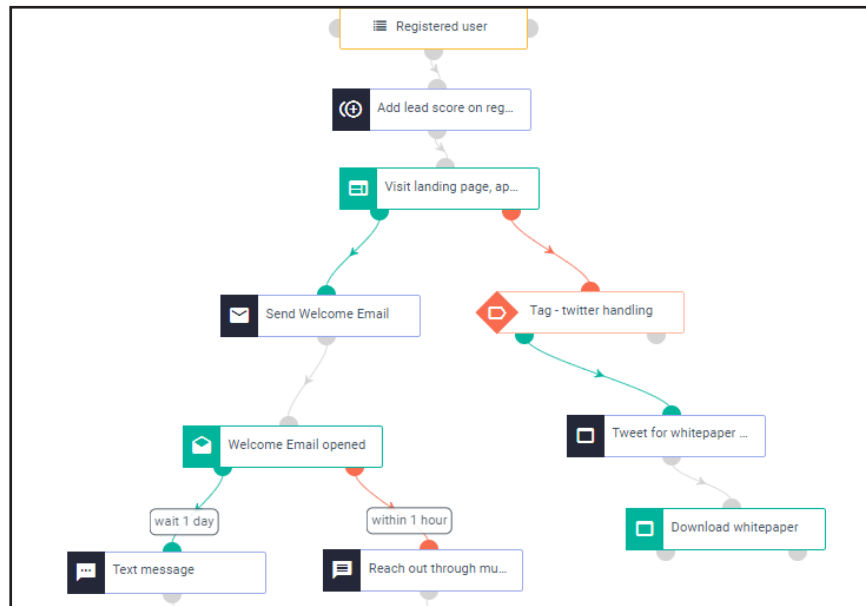 Registered user
Add lead score on reg...
Visit landing page, ap...
Send Welcome Email
Tag - twitter handling
Welcome Email opened
Tweet for whitepaper ...
wait 1 day
within 1 hour
Download whitepaper
Text message
Reach out through mu...